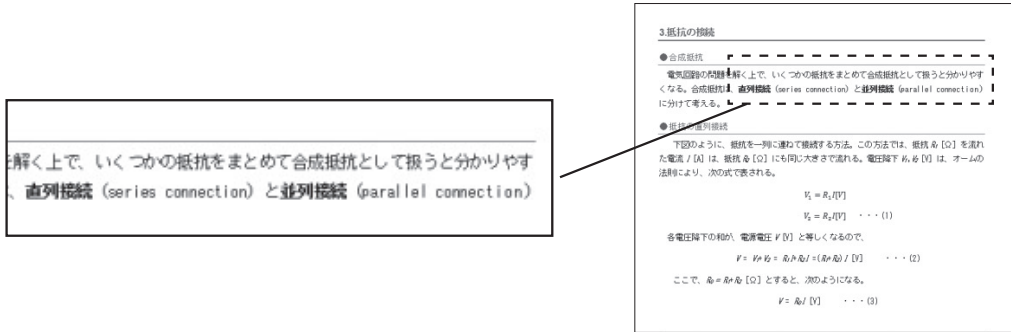 を解く上で、いくつかの抵抗をまとめて合成抵抗として扱うと分かりやす
、直列接続 (series connection) と並列接続 (parallel connection)
3.抵抗の接続
●合成抵抗
電気回路の問題を解く上で、いくつかの抵抗をまとめて合成抵抗として扱うと分かりやす
くなる。合成抵抗は、直列接続 (series connection) と並列接続 (parallel connection)
に分けて考える。
●抵抗の直列接続
下図のように、抵抗を一列に連ねて接続する方法。この方法では、抵抗 R₁ [Ω] を流れ
た電流 I [A] は、抵抗 R₂ [Ω] にも同じ大きさで流れる。電圧降下 V₁, V₂ [V] は、オームの
法則により、次の式で表される。
V₁ = R₁I[V]
V₂ = R₂I[V] ・・・(1)
各電圧降下の和が、電源電圧 V [V] と等しくなるので、
V = V₁+V₂ = R₁I+R₂I =(R₁+R₂) I [V] ・・・(2)
ここで、R₀ = R₁+R₂ [Ω] とすると、次のようになる。
V = R₀I [V] ・・・(3)